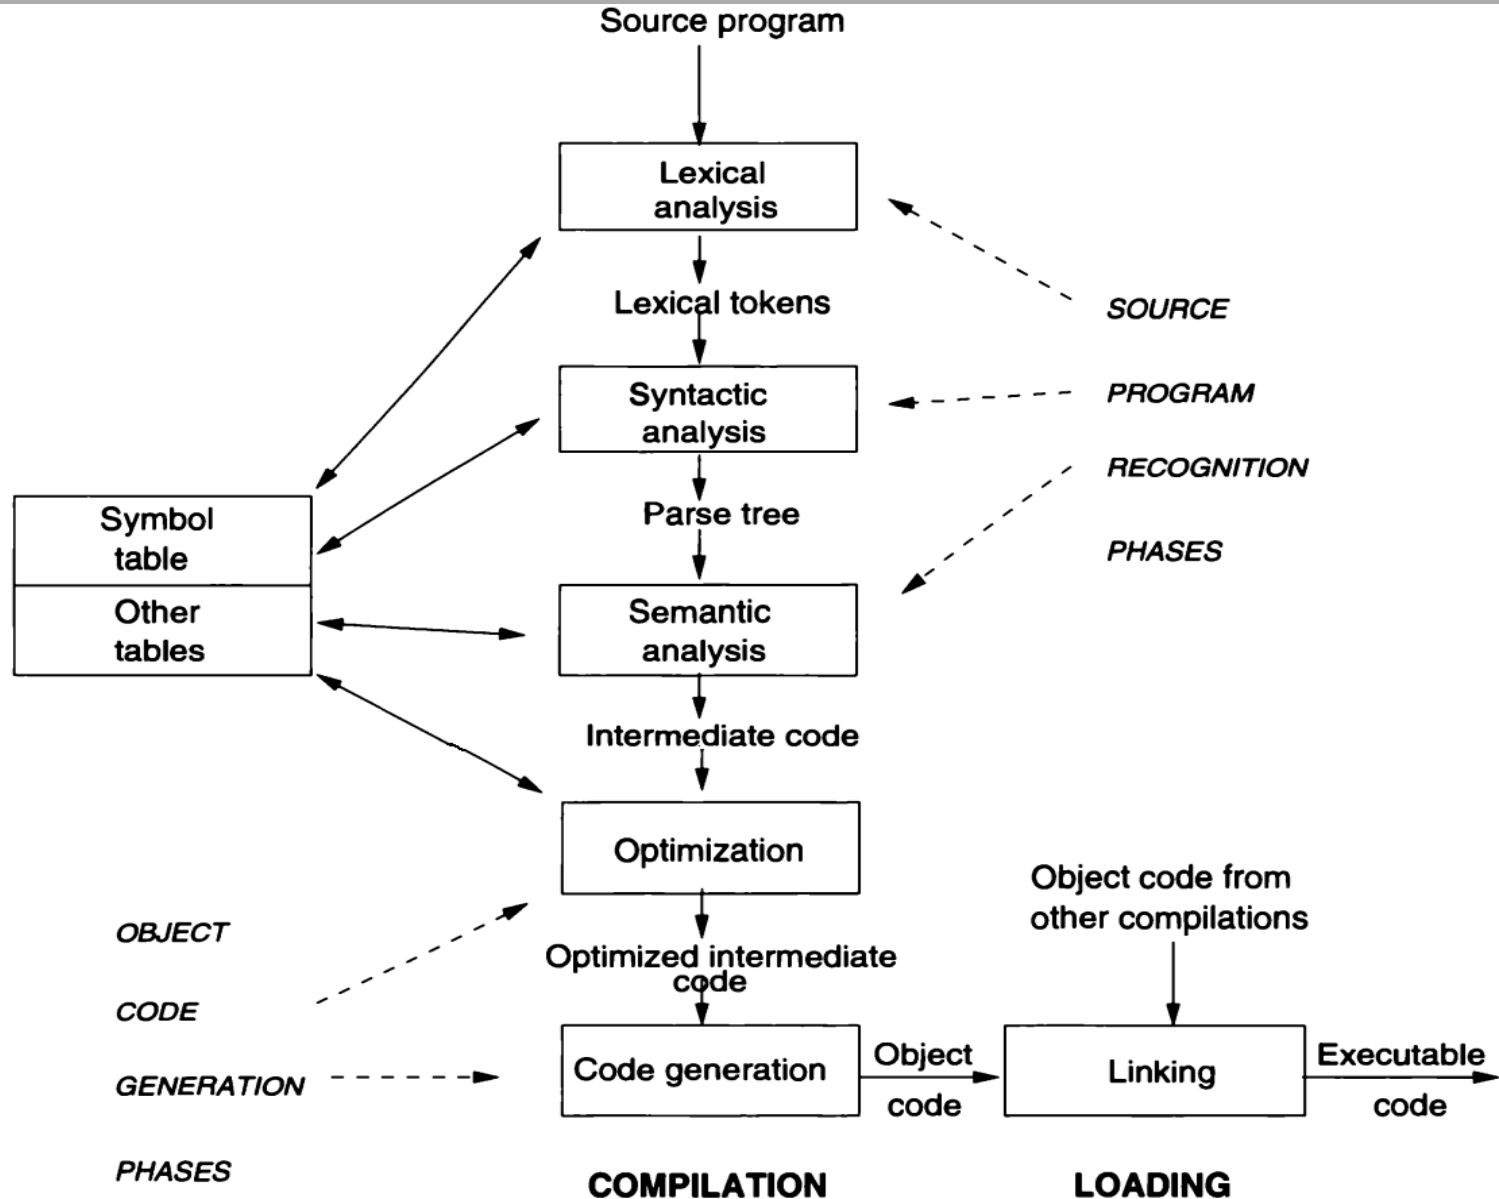 Source program
Lexical
analysis
Lexical tokens
SOURCE
Syntactic
analysis
PROGRAM
RECOGNITION
Parse tree
PHASES
Symbol
table
Other
tables
Semantic
analysis
Intermediate code
Optimization
Object code from
other compilations
OBJECT
CODE
GENERATION
PHASES
Optimized intermediate
code
Code generation
Object
code
Linking
Executable
code
COMPILATION
LOADING